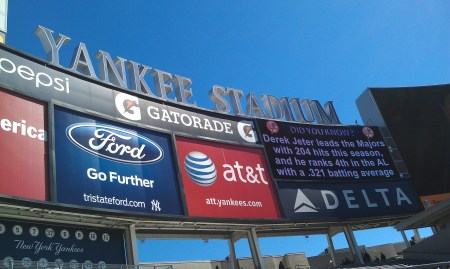 YANKEE STADIUM
pepsi
G GATORADE G
erica
Ford
Go Further
tristateford.com
NY
at&t
att.yankees.com
DID YOU KNOW?
Derek Jeter leads the Majors
with 204 hits this season,
and he ranks 4th in the AL
with a .321 batting average
DELTA
New York Yankees